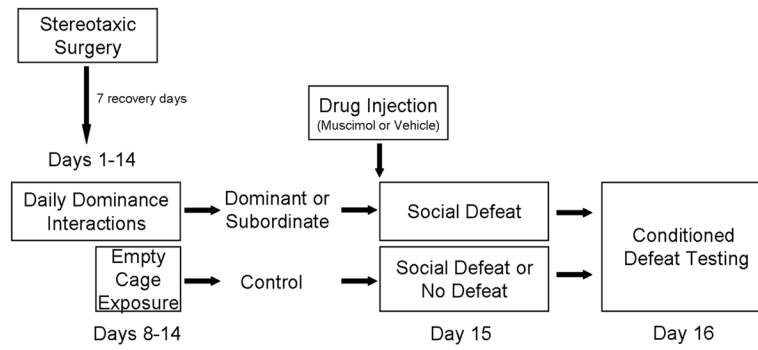 Stereotaxic
Surgery
7 recovery days
Days 1-14
Drug Injection
(Muscimol or Vehicle)
Daily Dominance
Interactions
Dominant or
Subordinate
Social Defeat
Conditioned
Defeat Testing
Empty
Cage
Exposure
Control
Social Defeat or
No Defeat
Days 8-14
Day 15
Day 16